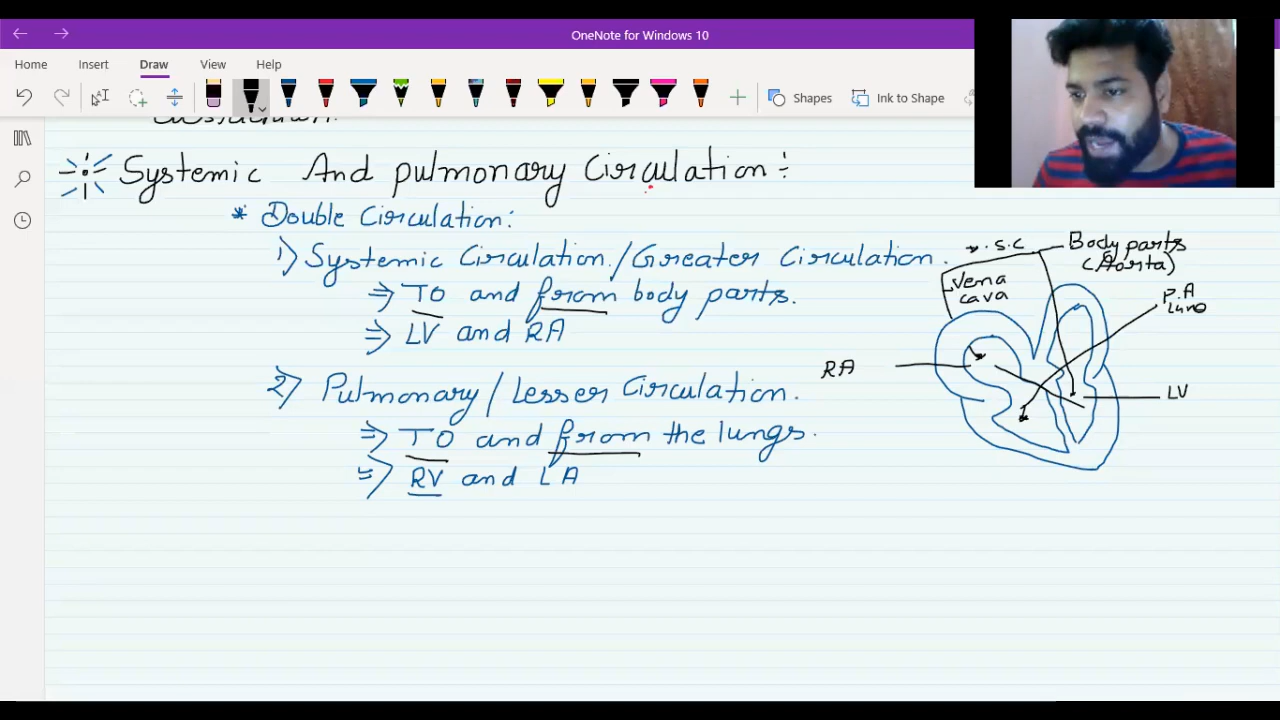 OneNote for Windows 10
Home Insert Draw View Help
Shapes Ink to Shape
Systemic And pulmonary Circulation :
* Double Circulation:
1) Systemic Circulation. / Greater Circulation.
⇒ TO and from body parts.
⇒ LV and RA
2) Pulmonary / Lesser Circulation.
⇒ TO and from the lungs.
⇒ RV and LA
S.C
Body parts
(Aorta)
Vena
cava
P.A
RA
LV